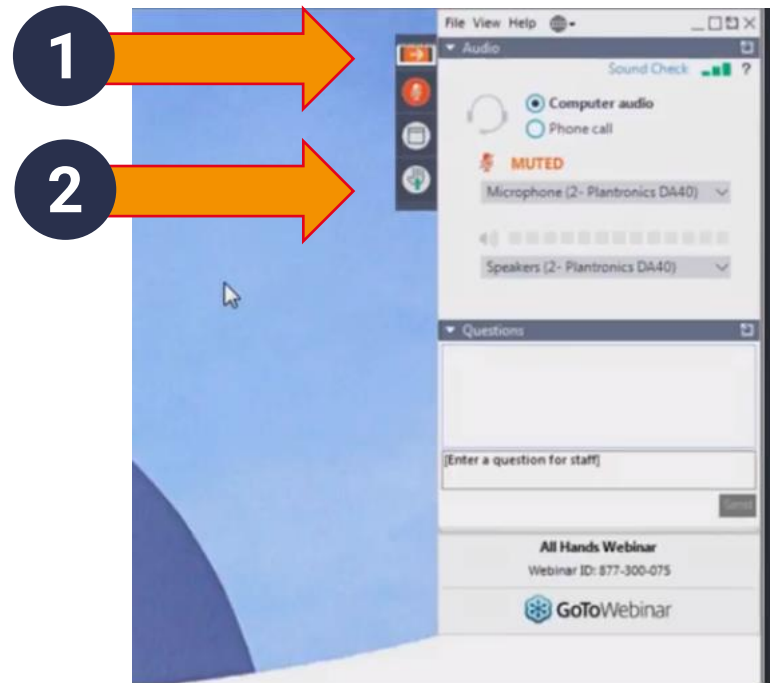 1
2
File View Help
Audio
Sound Check ?
Computer audio
Phone call
MUTED
Microphone (2- Plantronics DA40)
Speakers (2- Plantronics DA40)
Questions
[Enter a question for staff]
Send
All Hands Webinar
Webinar ID: 877-300-075
GoToWebinar